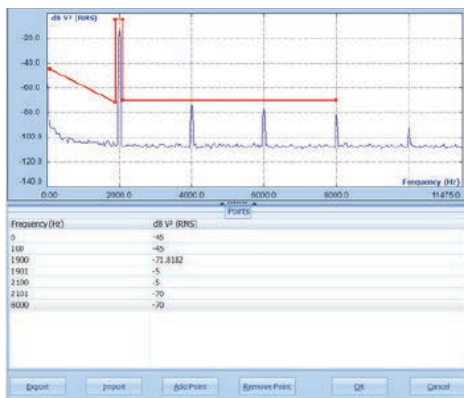 dB V² (RMS)
-20.0
-40.0
-60.0
-80.0
-100.0
-120.0
-140.0
0.00 2000.0 4000.0 6000.0 8000.0 11475.0
Frequency (Hz)
Points
Frequency (Hz) dB V² (RMS)
0 -45
100 -45
1900 -71.8182
1901 -5
2100 -5
2101 -70
8000 -70
Export Import Add Point Remove Point OK Cancel